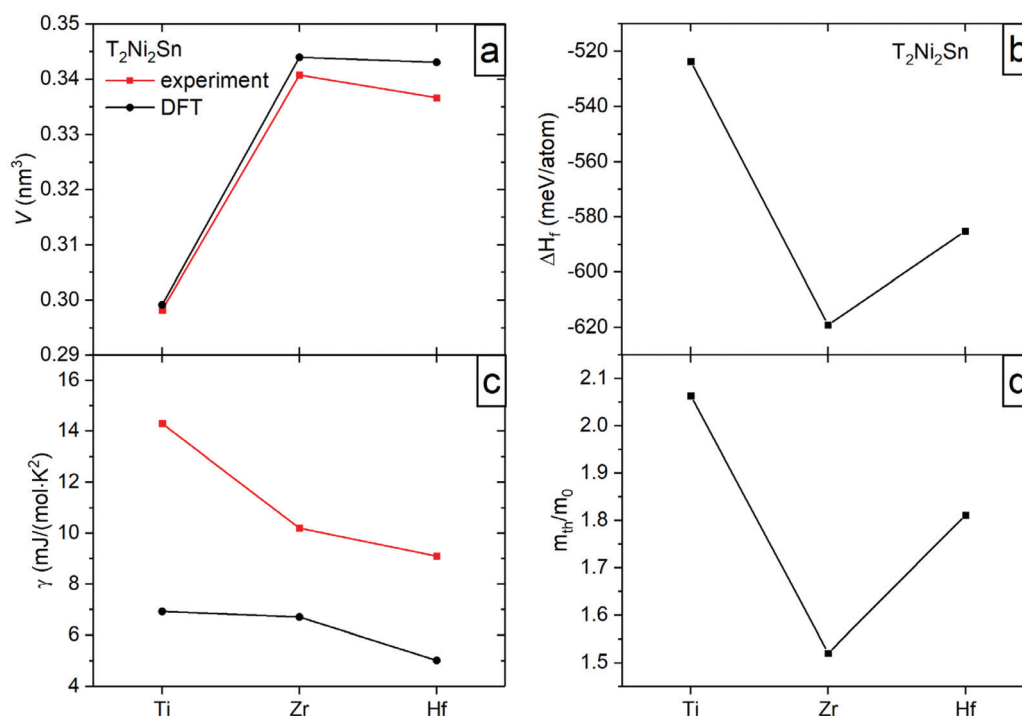 a
T₂Ni₂Sn
experiment
DFT
V (nm³)
0.35
0.34
0.33
0.32
0.31
0.30
0.29
b
T₂Ni₂Sn
ΔH_f (meV/atom)
-520
-540
-560
-580
-600
-620
c
γ (mJ/(mol·K²)
16
14
12
10
8
6
4
Ti
Zr
Hf
d
m_th/m₀
2.1
2.0
1.9
1.8
1.7
1.6
1.5
Ti
Zr
Hf